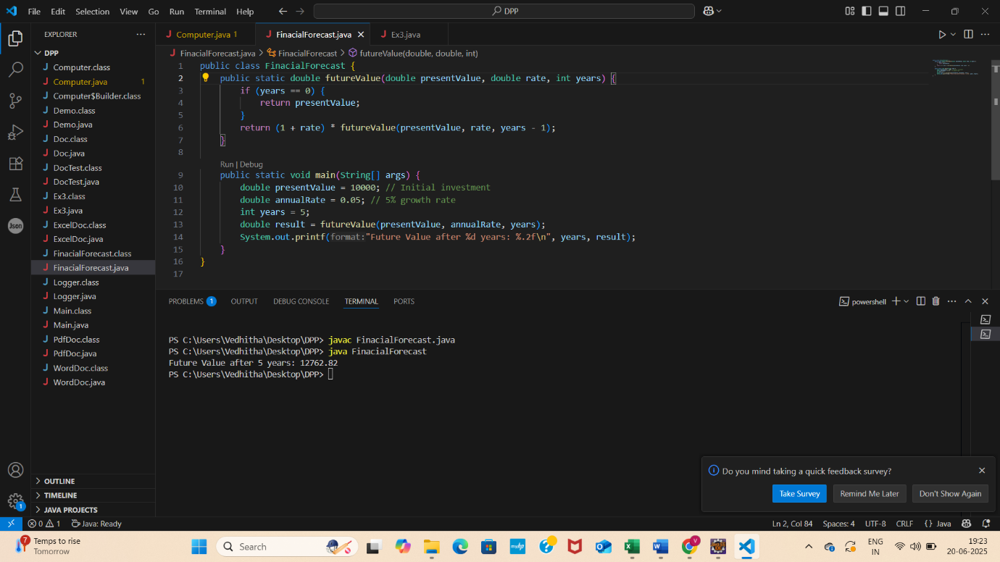 File Edit Selection View Go Run Terminal Help
DPP
EXPLORER
Computer.java 1
FinacialForecast.java
Ex3.java
FinacialForecast.java > FinacialForecast > futureValue(double, double, int)
DPP
Computer.class
Computer.java 1
Computer$Builder.class
Demo.class
Demo.java
Doc.class
Doc.java
DocTest.class
DocTest.java
Ex3.class
Ex3.java
ExcelDoc.class
ExcelDoc.java
FinacialForecast.class
FinacialForecast.java
Logger.class
Logger.java
Main.class
Main.java
PdfDoc.class
PdfDoc.java
WordDoc.class
WordDoc.java
OUTLINE
TIMELINE
JAVA PROJECTS
Json
1
1 public class FinacialForecast {
2 public static double futureValue(double presentValue, double rate, int years) {
3 if (years == 0) {
4 return presentValue;
5 }
6 return (1 + rate) * futureValue(presentValue, rate, years - 1);
7 }
8
Run | Debug
9 public static void main(String[] args) {
10 double presentValue = 10000; // Initial investment
11 double annualRate = 0.05; // 5% growth rate
12 int years = 5;
13 double result = futureValue(presentValue, annualRate, years);
14 System.out.printf(format:"Future Value after %d years: %.2f\n", years, result);
15 }
16 }
17
PROBLEMS 1 OUTPUT DEBUG CONSOLE TERMINAL PORTS
powershell
PS C:\Users\Vedhitha\Desktop\DPP> javac FinacialForecast.java
PS C:\Users\Vedhitha\Desktop\DPP> java FinacialForecast
Future Value after 5 years: 12762.82
PS C:\Users\Vedhitha\Desktop\DPP>
Do you mind taking a quick feedback survey?
Take Survey Remind Me Later Don't Show Again
0 1 Java: Ready
Ln 2, Col 84 Spaces: 4 UTF-8 CRLF {} Java
7 Temps to rise
Tomorrow
Search
myhp
V
ENG
IN
19:23
20-06-2025